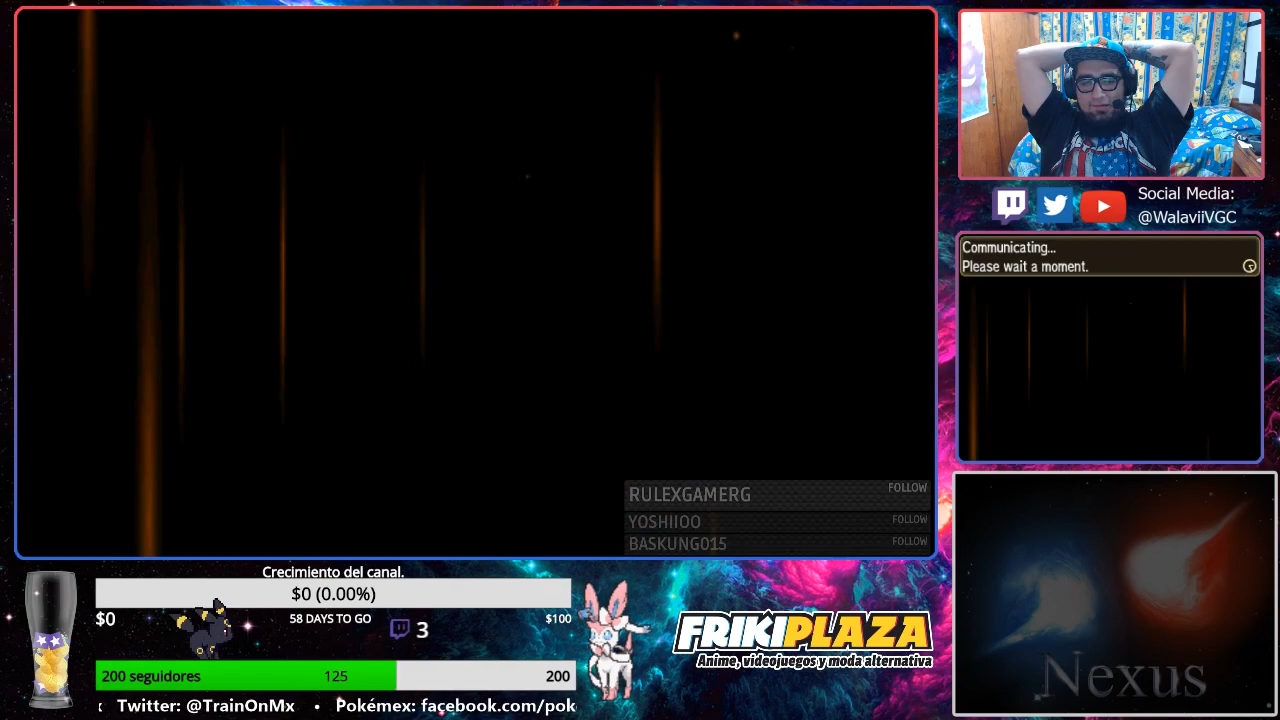 Social Media:
@WalaviiVGC
Communicating...
Please wait a moment.
RULEXGAMERG FOLLOW
YOSHIIOO FOLLOW
BASKUNG015 FOLLOW
Crecimiento del canal.
$0 (0.00%)
$0 58 DAYS TO GO $100
3
200 seguidores 125 200
Twitter: @TrainOnMx • Pokémex: facebook.com/pok
FRIKIPLAZA
Anime, videojuegos y moda alternativa
Nexus